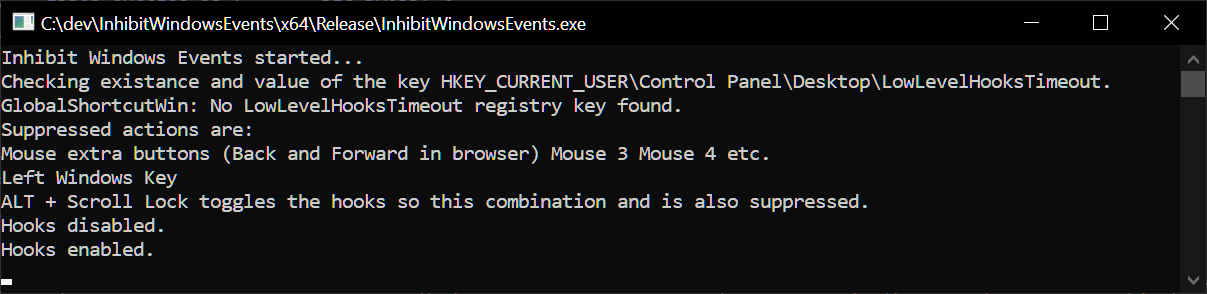 C:\dev\InhibitWindowsEvents\x64\Release\InhibitWindowsEvents.exe
Inhibit Windows Events started...
Checking existance and value of the key HKEY_CURRENT_USER\Control Panel\Desktop\LowLevelHooksTimeout.
GlobalShortcutWin: No LowLevelHooksTimeout registry key found.
Suppressed actions are:
Mouse extra buttons (Back and Forward in browser) Mouse 3 Mouse 4 etc.
Left Windows Key
ALT + Scroll Lock toggles the hooks so this combination and is also suppressed.
Hooks disabled.
Hooks enabled.